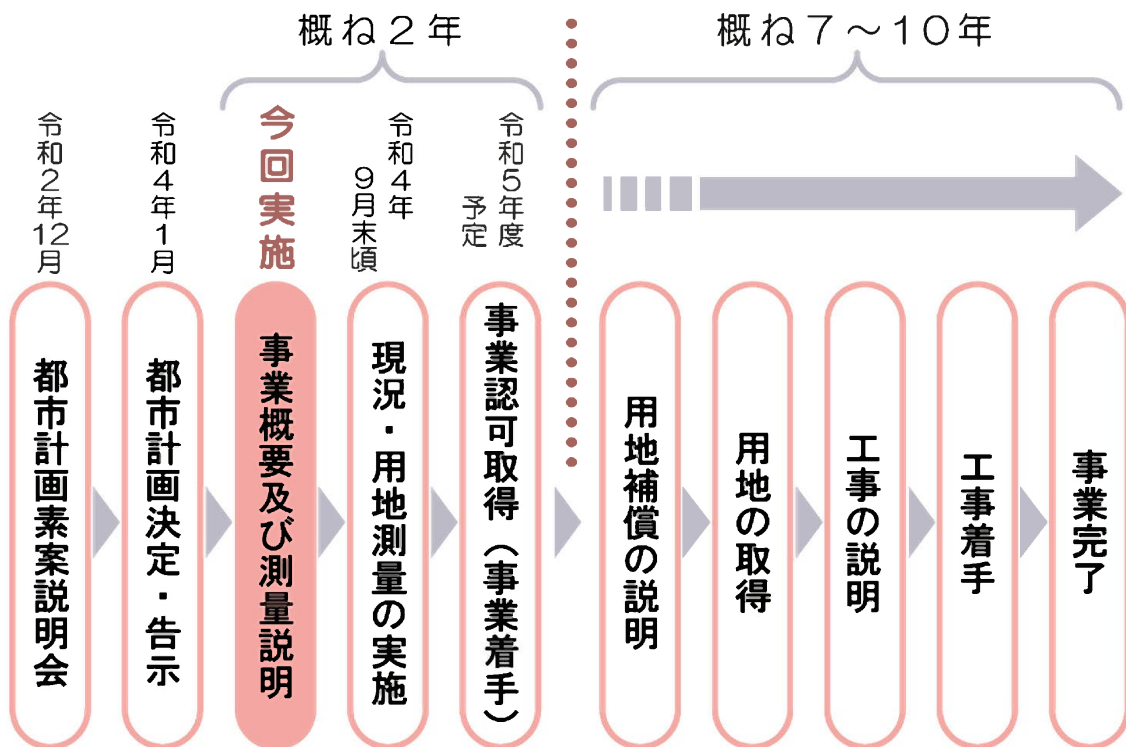 概ね２年
概ね７～１０年
令和２年１２月
都市計画素案説明会
令和４年１月
都市計画決定・告示
今回実施
事業概要及び測量説明
令和４年
９月末頃
現況・用地測量の実施
令和５年度
予定
事業認可取得（事業着手）
用地補償の説明
用地の取得
工事の説明
工事着手
事業完了